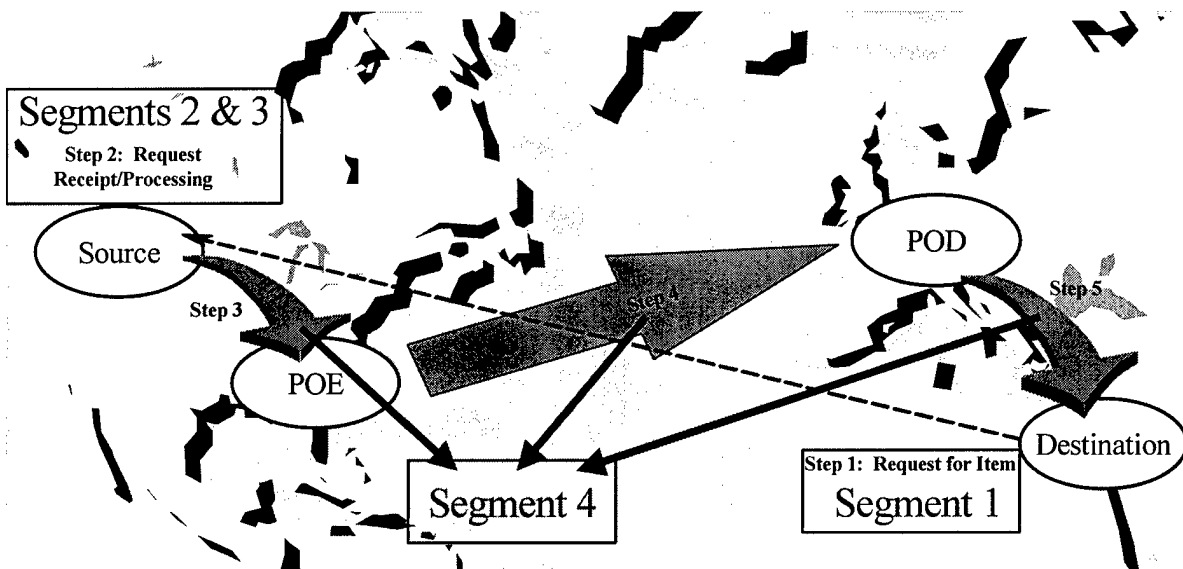 Segments 2 & 3
Step 2: Request
Receipt/Processing
Source
Step 3
POE
Step 4
POD
Step 5
Destination
Step 1: Request for Item
Segment 1
Segment 4